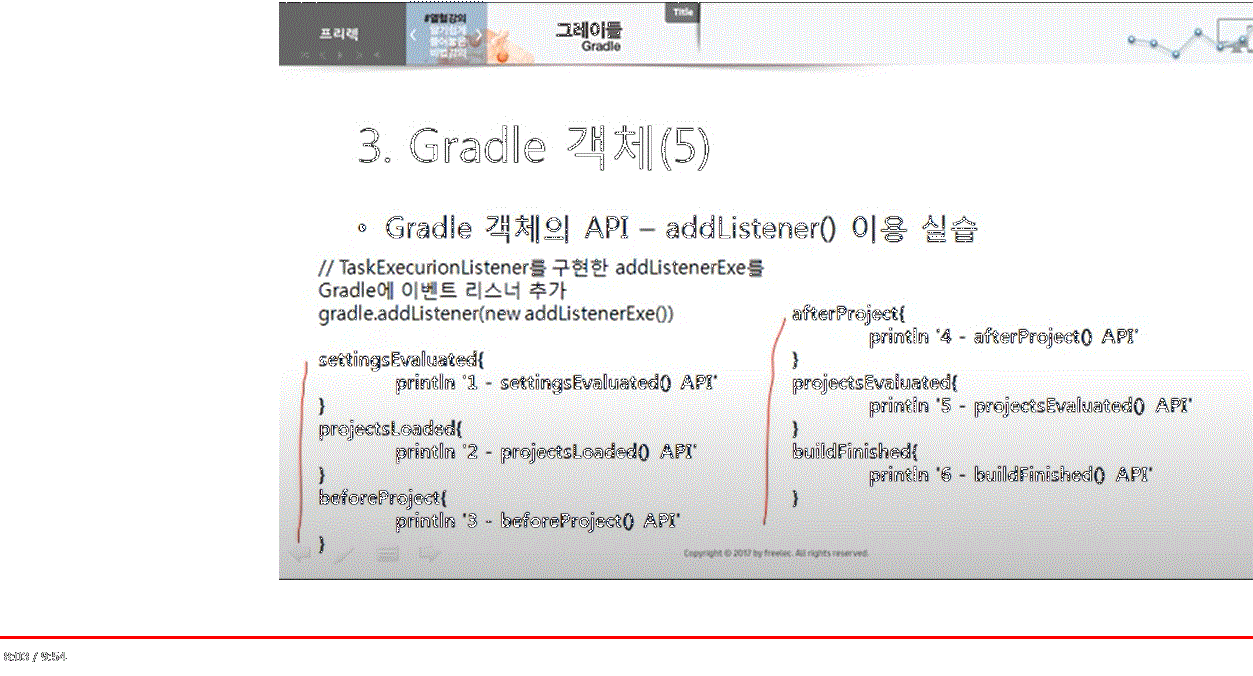 프리렉
#열혈강의
그레이들
Gradle
Title
3. Gradle 객체(5)
• Gradle 객체의 API – addListener() 이용 실습
// TaskExecurionListener를 구현한 addListenerExe를
Gradle에 이벤트 리스너 추가
gradle.addListener(new addListenerExe())
settingsEvaluated{
println '1 - settingsEvaluated() API'
}
projectsLoaded{
println '2 - projectsLoaded() API'
}
beforeProject{
println '3 - beforeProject() API'
}
afterProject{
println '4 - afterProject() API'
}
projectsEvaluated{
println '5 - projectsEvaluated() API'
}
buildFinished{
println '6 - buildFinished() API'
}
Copyright © 2017 by freelec. All rights reserved.
8:03 / 9:54